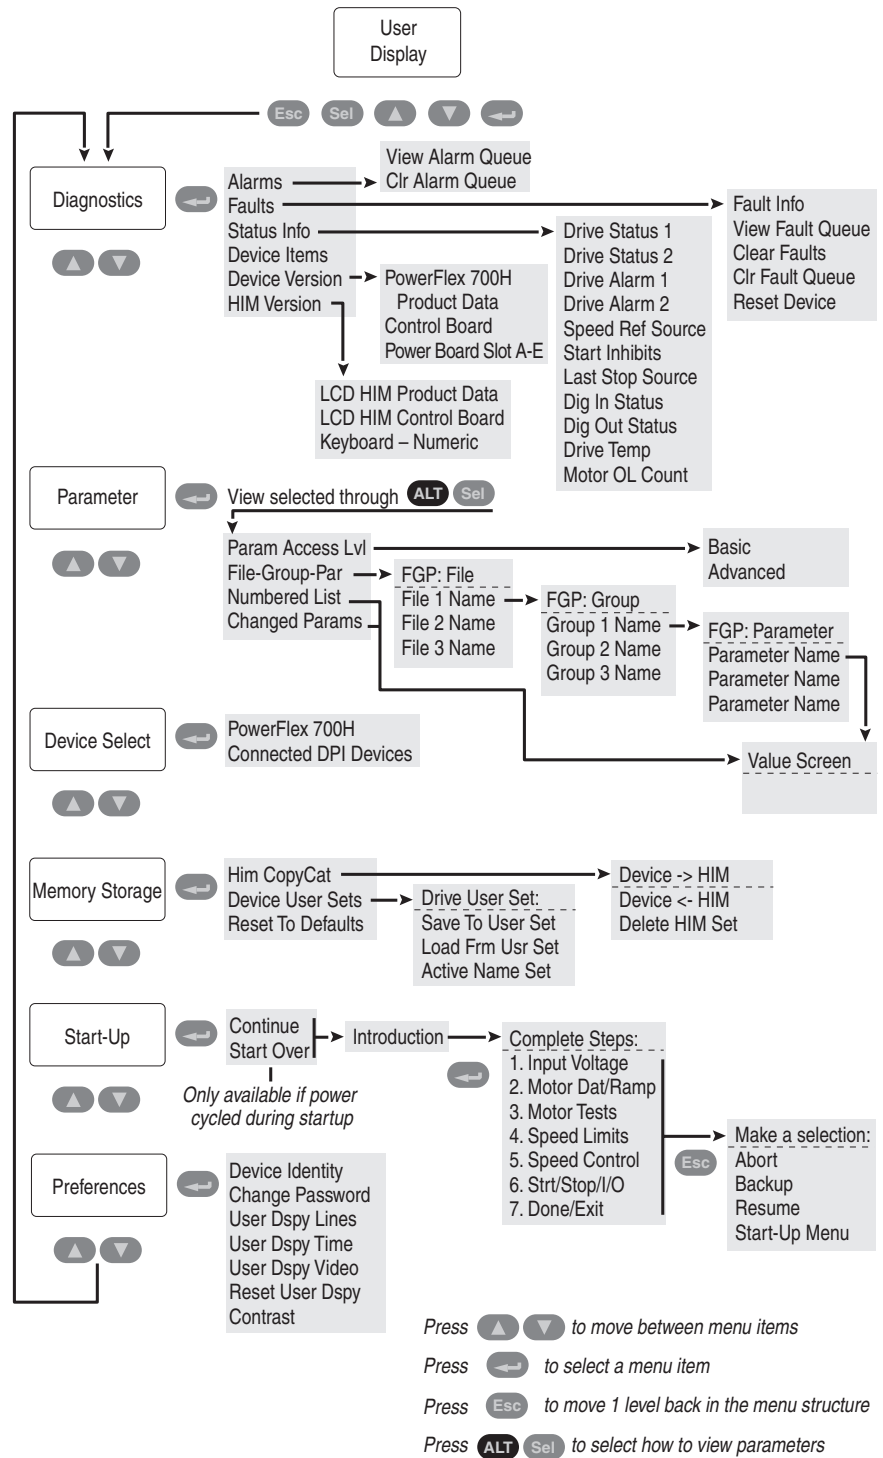 User
Display
Esc Sel
Diagnostics
Alarms
Faults
Status Info
Device Items
Device Version
HIM Version
View Alarm Queue
Clr Alarm Queue
Fault Info
View Fault Queue
Clear Faults
Clr Fault Queue
Reset Device
Drive Status 1
Drive Status 2
Drive Alarm 1
Drive Alarm 2
Speed Ref Source
Start Inhibits
Last Stop Source
Dig In Status
Dig Out Status
Drive Temp
Motor OL Count
PowerFlex 700H
Product Data
Control Board
Power Board Slot A-E
LCD HIM Product Data
LCD HIM Control Board
Keyboard – Numeric
Parameter
View selected through ALT Sel
Param Access Lvl
File-Group-Par
Numbered List
Changed Params
Basic
Advanced
FGP: File
File 1 Name
File 2 Name
File 3 Name
FGP: Group
Group 1 Name
Group 2 Name
Group 3 Name
FGP: Parameter
Parameter Name
Parameter Name
Parameter Name
Value Screen
Device Select
PowerFlex 700H
Connected DPI Devices
Memory Storage
Him CopyCat
Device User Sets
Reset To Defaults
Drive User Set:
Save To User Set
Load Frm Usr Set
Active Name Set
Device -> HIM
Device <- HIM
Delete HIM Set
Start-Up
Continue
Start Over
Only available if power
cycled during startup
Introduction
Complete Steps:
1. Input Voltage
2. Motor Dat/Ramp
3. Motor Tests
4. Speed Limits
5. Speed Control
6. Strt/Stop/I/O
7. Done/Exit
Esc
Make a selection:
Abort
Backup
Resume
Start-Up Menu
Preferences
Device Identity
Change Password
User Dspy Lines
User Dspy Time
User Dspy Video
Reset User Dspy
Contrast
Press to move between menu items
Press to select a menu item
Press Esc to move 1 level back in the menu structure
Press ALT Sel to select how to view parameters